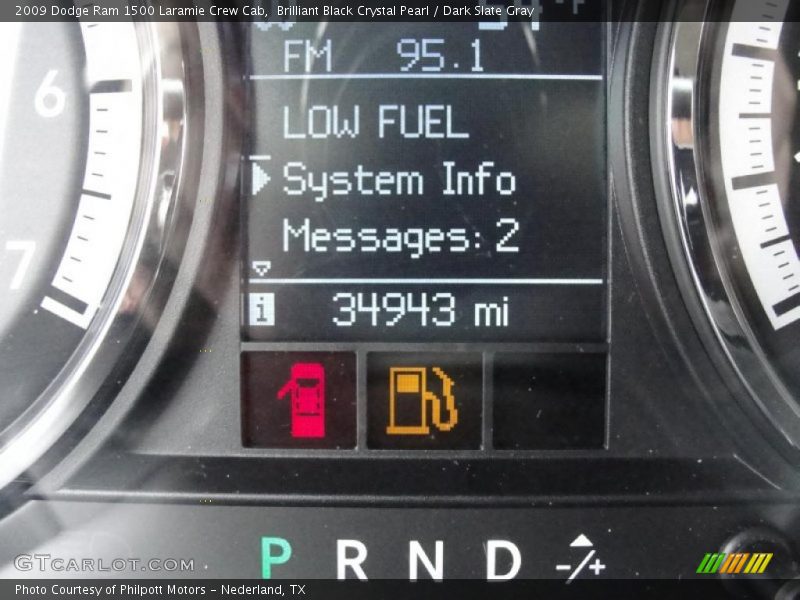 2009 Dodge Ram 1500 Laramie Crew Cab, Brilliant Black Crystal Pearl / Dark Slate Gray
FM 95.1
LOW FUEL
System Info
Messages: 2
i 34943 mi
6
7
P R N D -/+
GTCARLOT.COM
Photo Courtesy of Philpott Motors - Nederland, TX